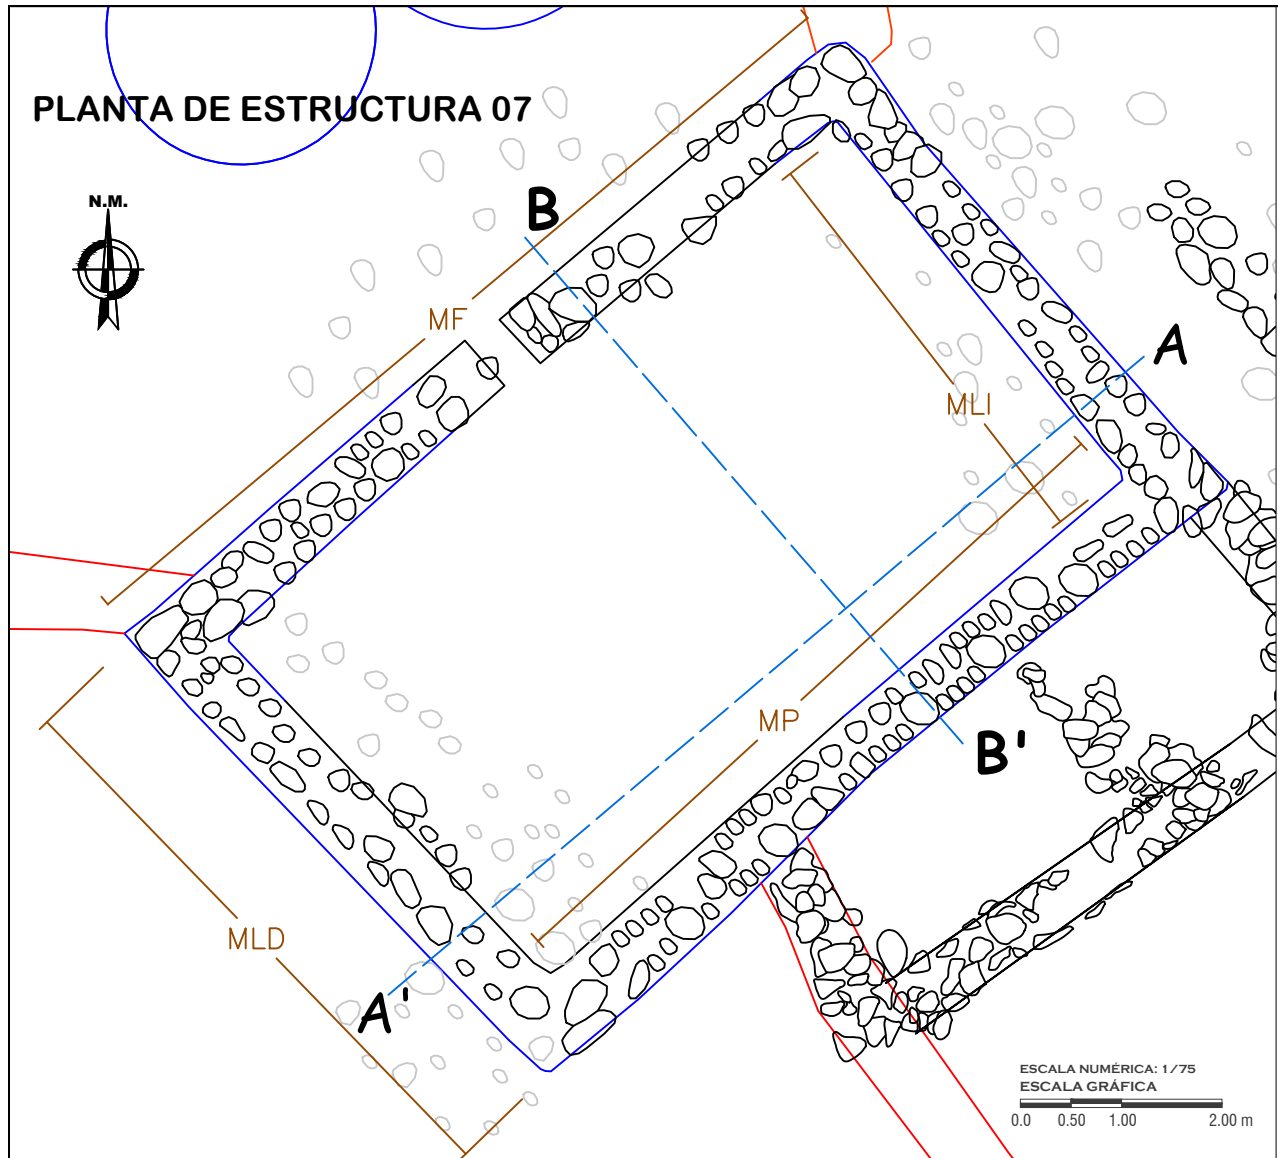 PLANTA DE ESTRUCTURA 07
N.M.
B
MF
A
MLI
MP
B'
MLD
A'
ESCALA NUMÉRICA: 1/75
ESCALA GRÁFICA
0.0 0.50 1.00 2.00 m